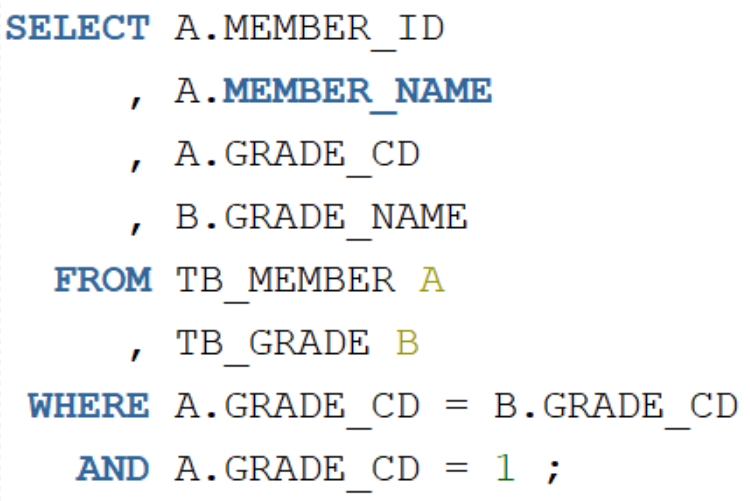 SELECT A.MEMBER_ID
, A.MEMBER_NAME
, A.GRADE_CD
, B.GRADE_NAME
FROM TB_MEMBER A
, TB_GRADE B
WHERE A.GRADE_CD = B.GRADE_CD
AND A.GRADE_CD = 1 ;